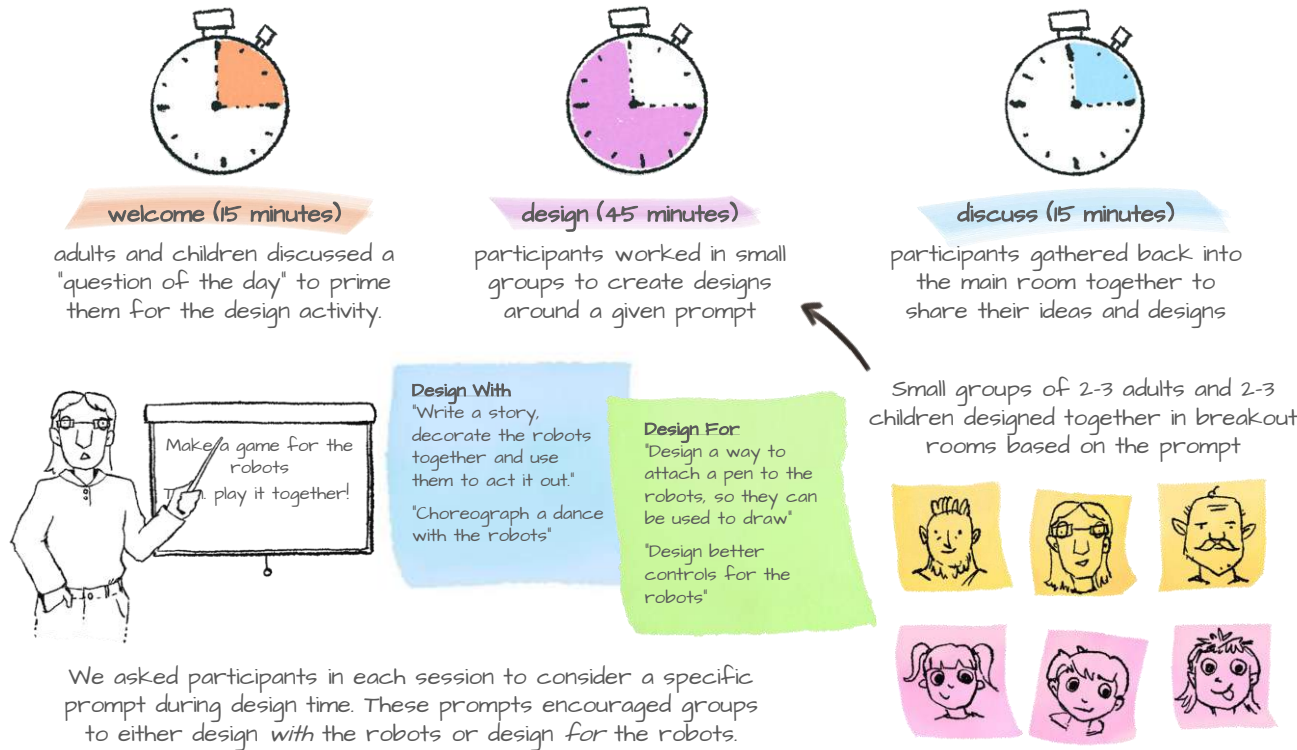 welcome (15 minutes)
adults and children discussed a
"question of the day" to prime
them for the design activity.
design (45 minutes)
participants worked in small
groups to create designs
around a given prompt
discuss (15 minutes)
participants gathered back into
the main room together to
share their ideas and designs
Make a game for the
robots
play it together!
Design With
"Write a story,
decorate the robots
together and use
them to act it out."
"Choreograph a dance
with the robots"
Design For
"Design a way to
attach a pen to the
robots, so they can
be used to draw"
"Design better
controls for the
robots"
Small groups of 2-3 adults and 2-3
children designed together in breakout
rooms based on the prompt
We asked participants in each session to consider a specific
prompt during design time. These prompts encouraged groups
to either design with the robots or design for the robots.